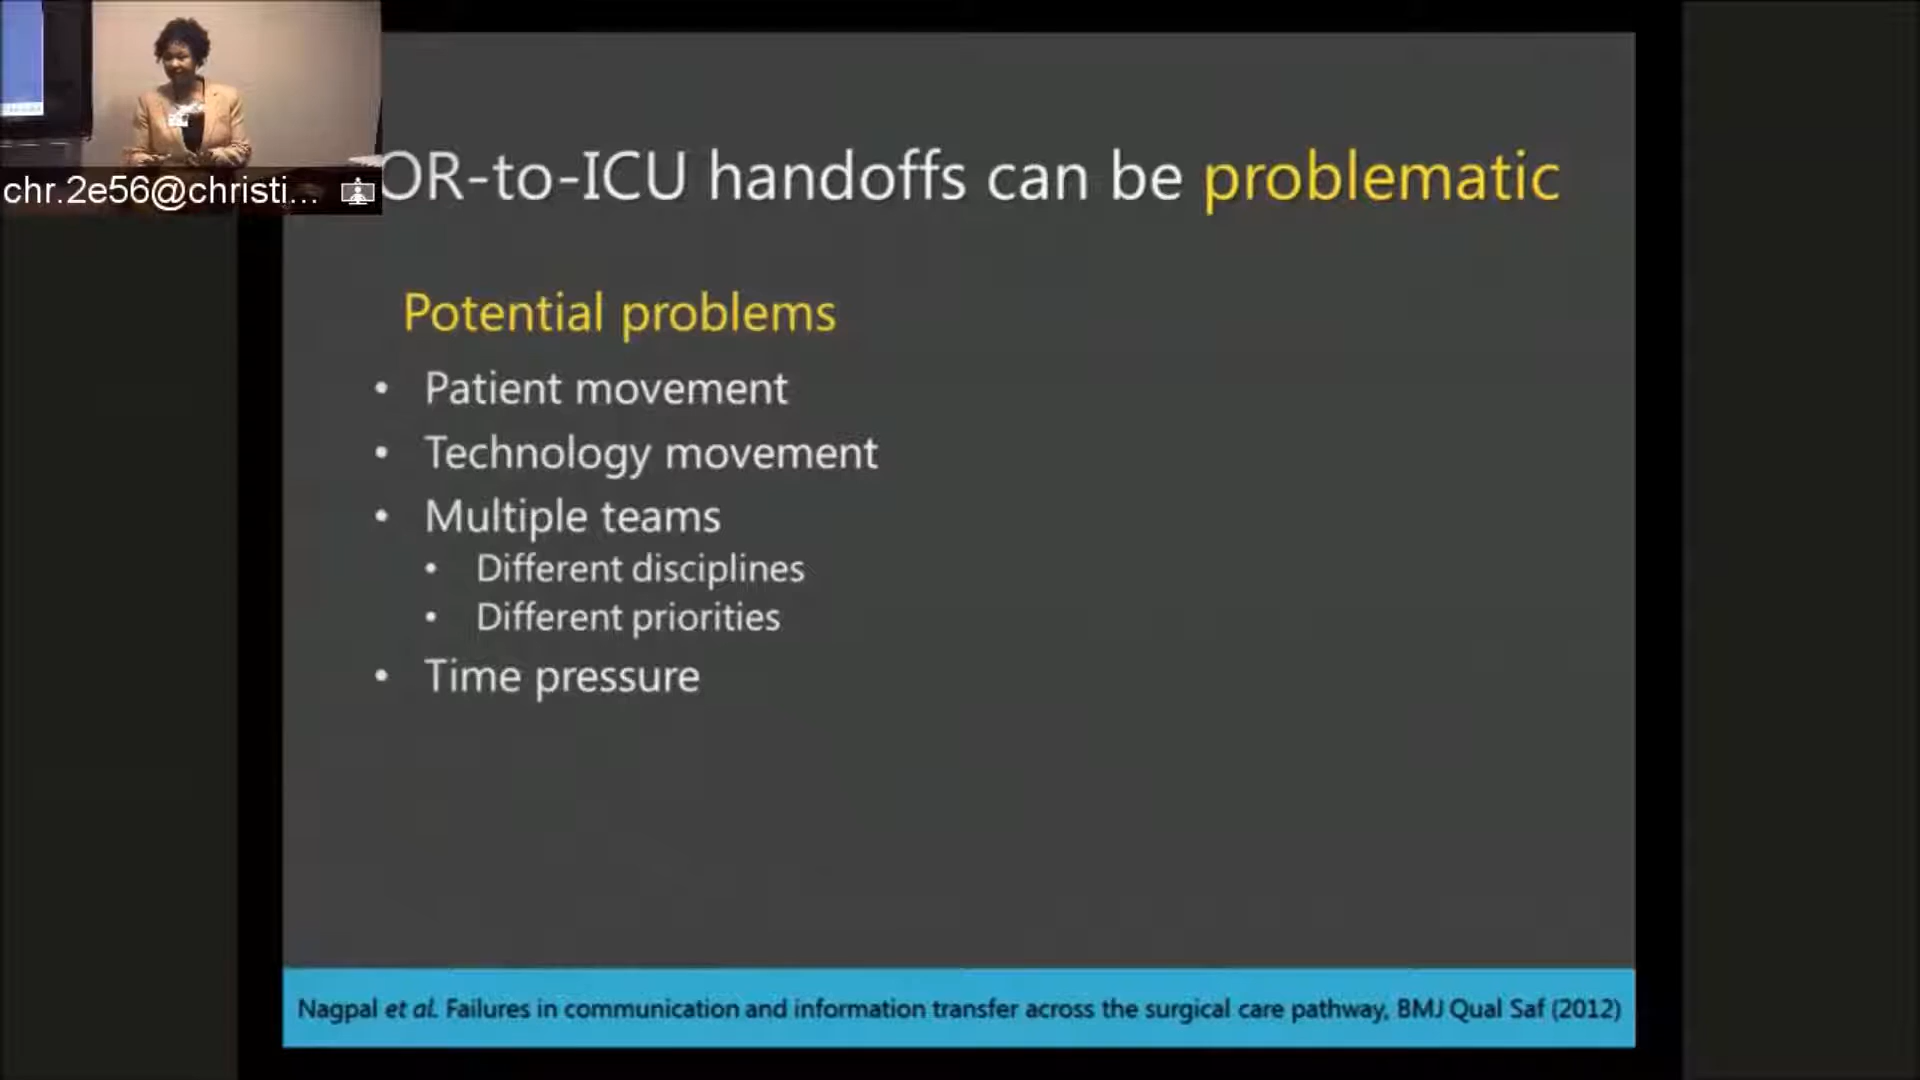 chr.2e56@christi...
OR-to-ICU handoffs can be problematic
Potential problems
• Patient movement
• Technology movement
• Multiple teams
• Different disciplines
• Different priorities
• Time pressure
Nagpal et al. Failures in communication and information transfer across the surgical care pathway, BMJ Qual Saf (2012)